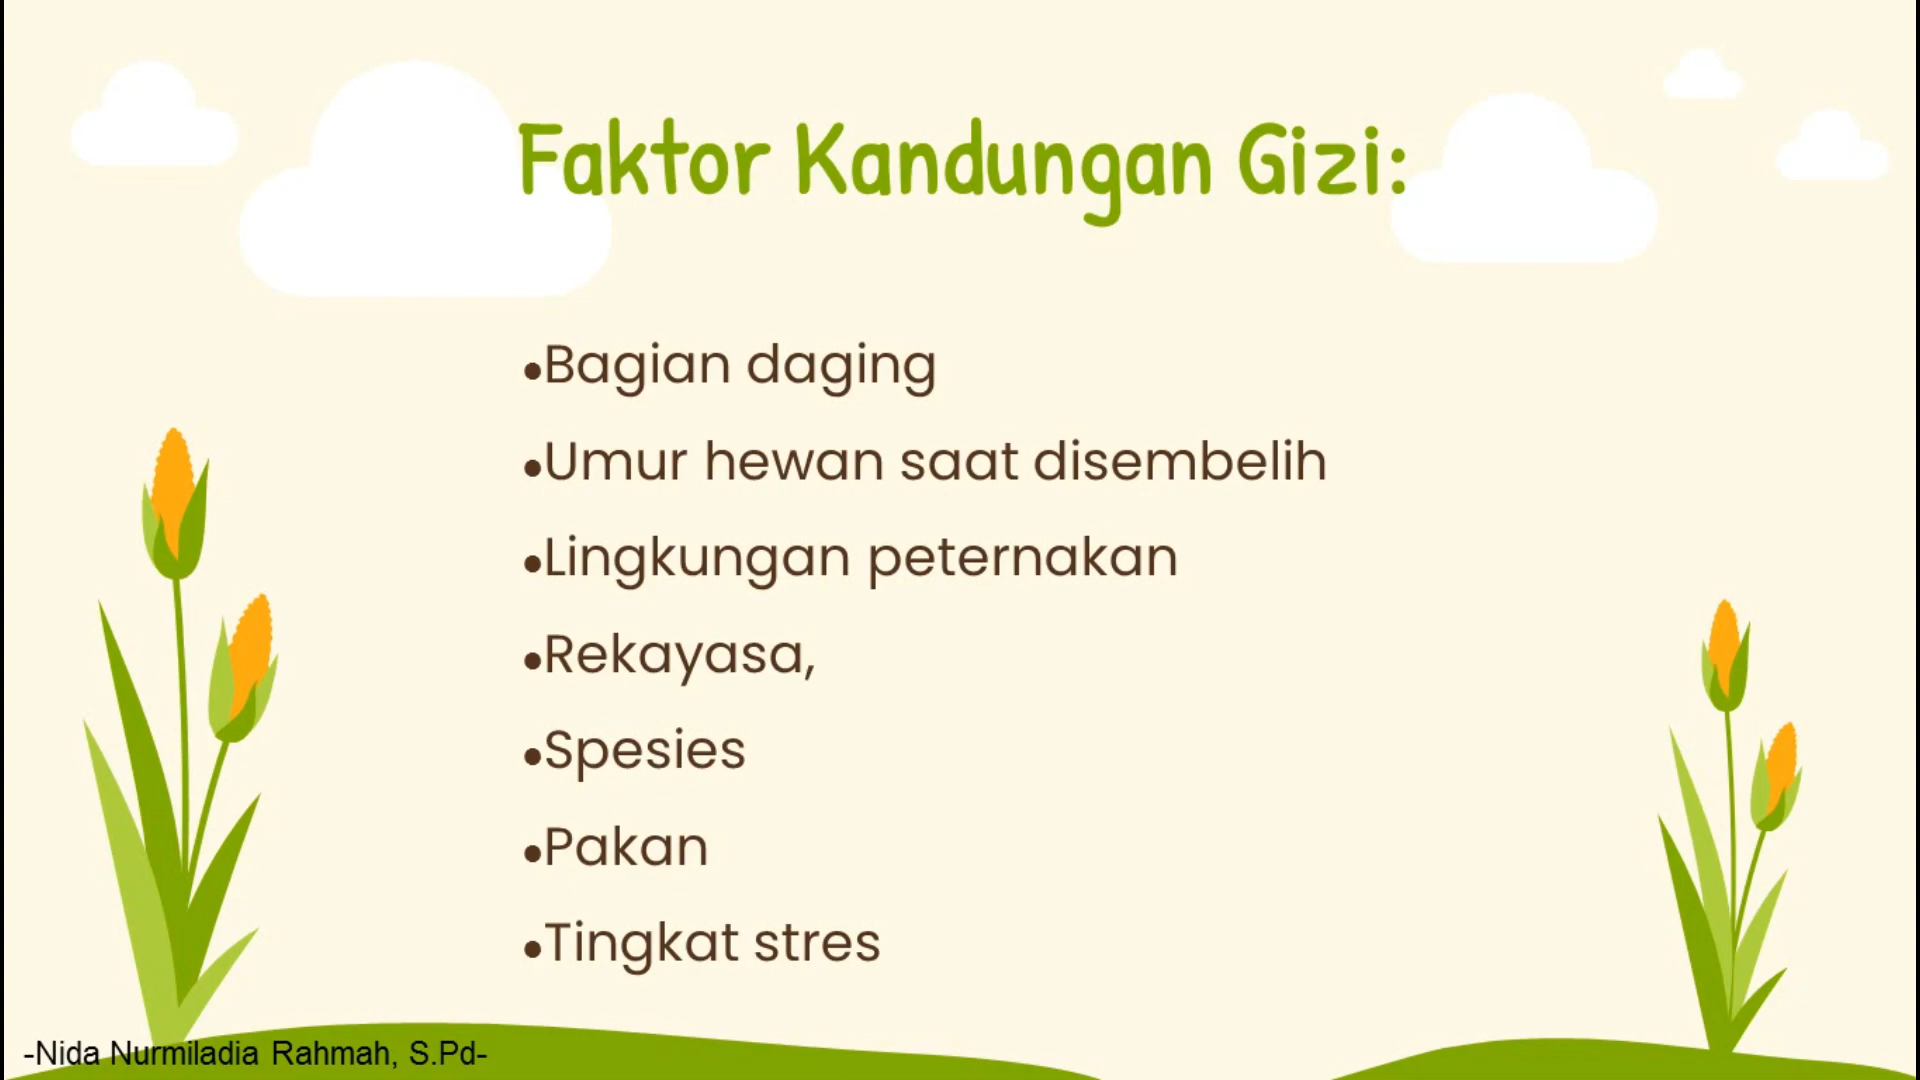 Faktor Kandungan Gizi:
•Bagian daging
•Umur hewan saat disembelih
•Lingkungan peternakan
•Rekayasa,
•Spesies
•Pakan
•Tingkat stres
-Nida Nurmiladia Rahmah, S.Pd-